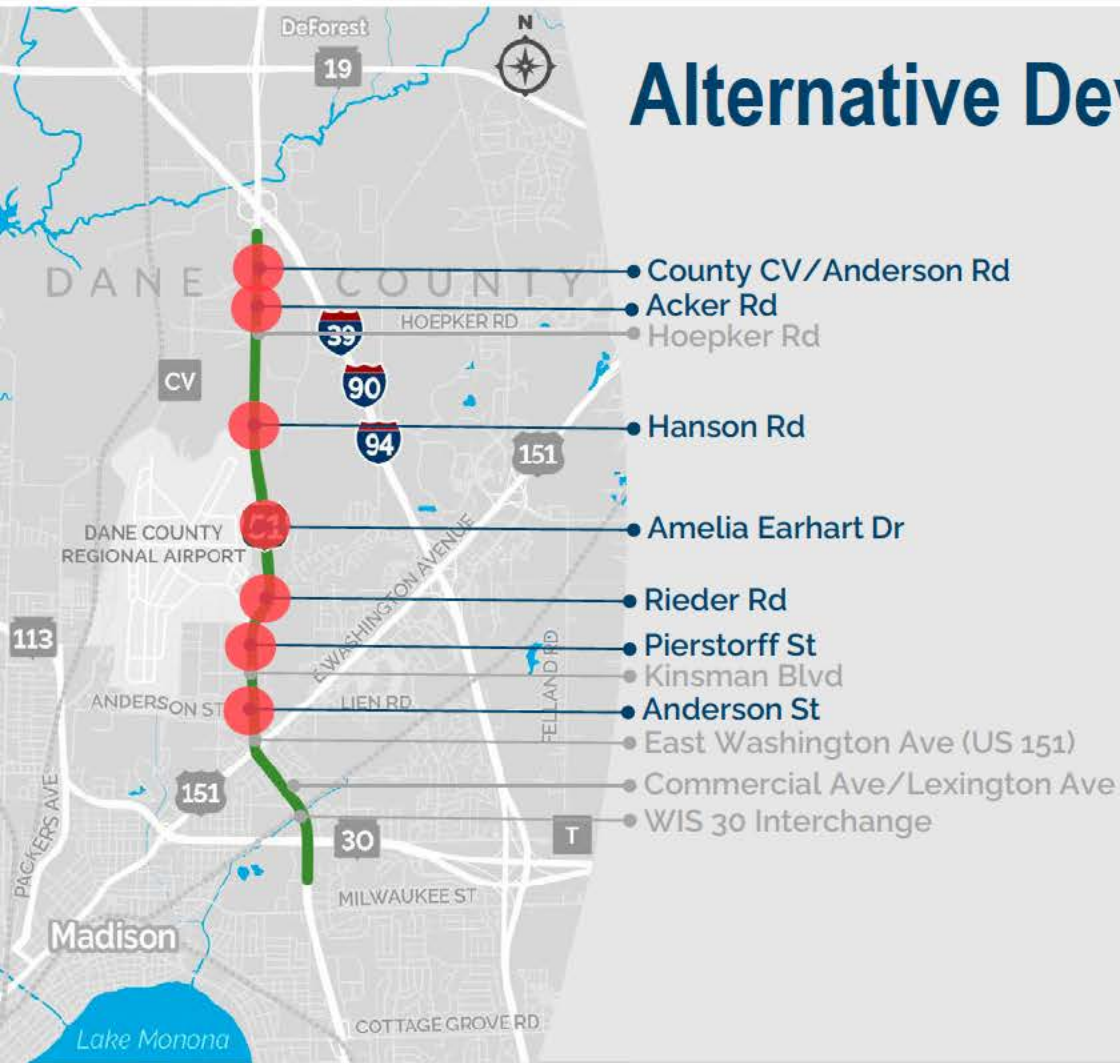 DeForest
N
19
Alternative Dev
County CV/Anderson Rd
DANE COUNTY
Acker Rd
39
HOEPKER RD
Hoepker Rd
CV
90
Hanson Rd
94
151
DANE COUNTY
REGIONAL AIRPORT
51
Amelia Earhart Dr
E WASHINGTON AVENUE
Rieder Rd
113
Pierstorff St
FELLAND RD
Kinsman Blvd
ANDERSON ST
LIEN RD
Anderson St
East Washington Ave (US 151)
151
Commercial Ave/Lexington Ave
PACKERS AVE
WIS 30 Interchange
30
T
MILWAUKEE ST
Madison
COTTAGE GROVE RD
Lake Monona